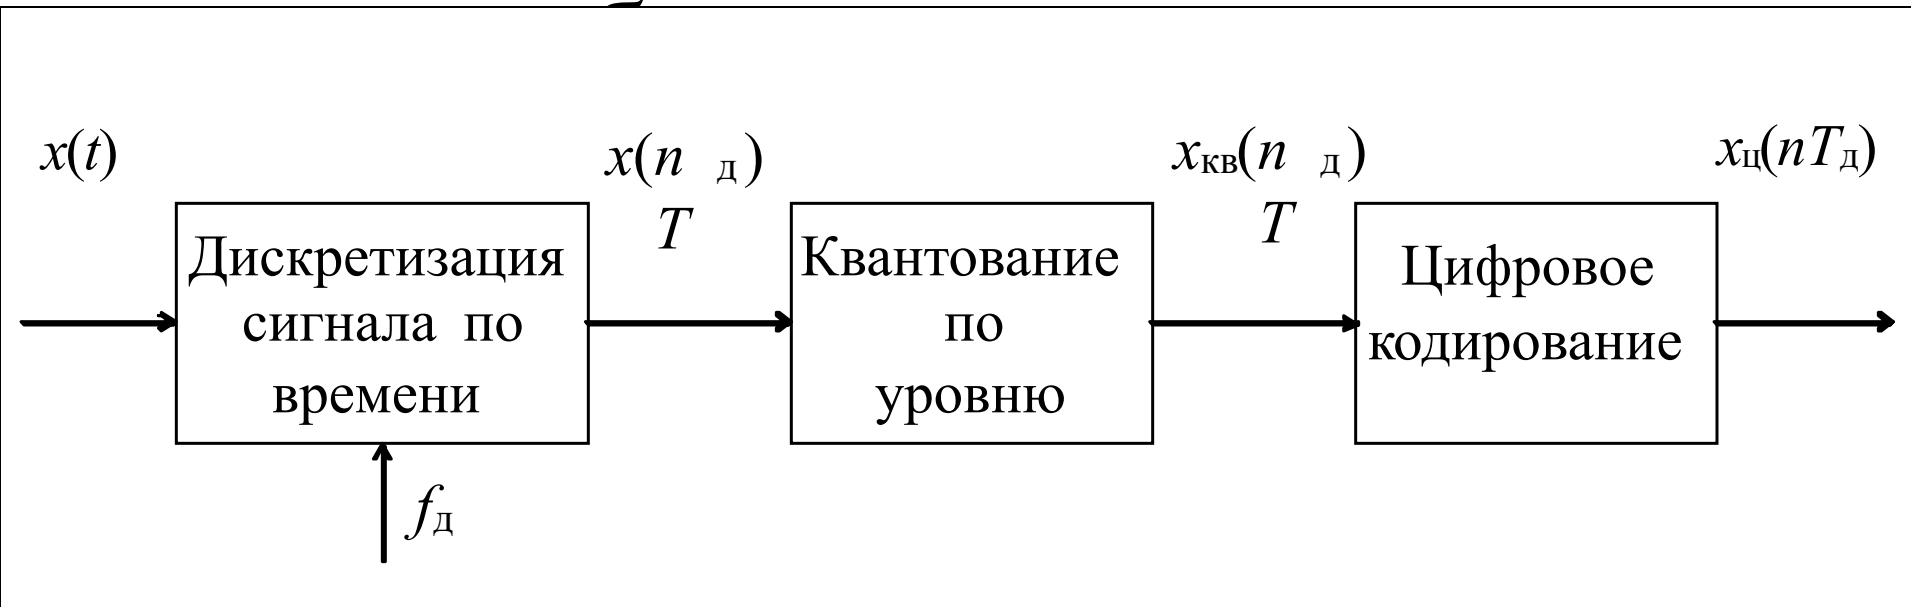 x(t)
x(n д)
T
xкв(n д)
T
xц(nTд)
Дискретизация
сигнала по
времени
Квантование
по
уровню
Цифровое
кодирование
fд